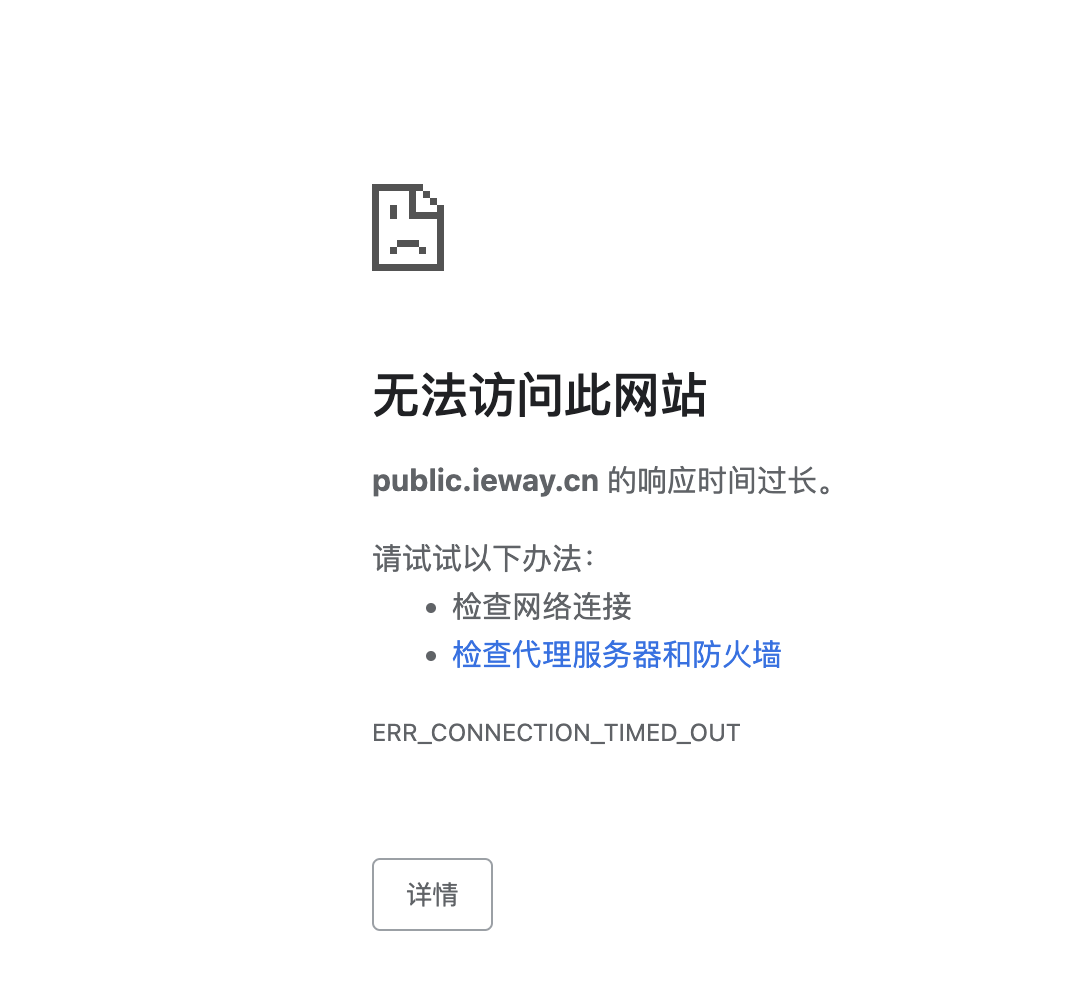 无法访问此网站
public.ieway.cn 的响应时间过长。
请试试以下办法：
检查网络连接
检查代理服务器和防火墙
ERR_CONNECTION_TIMED_OUT
详情